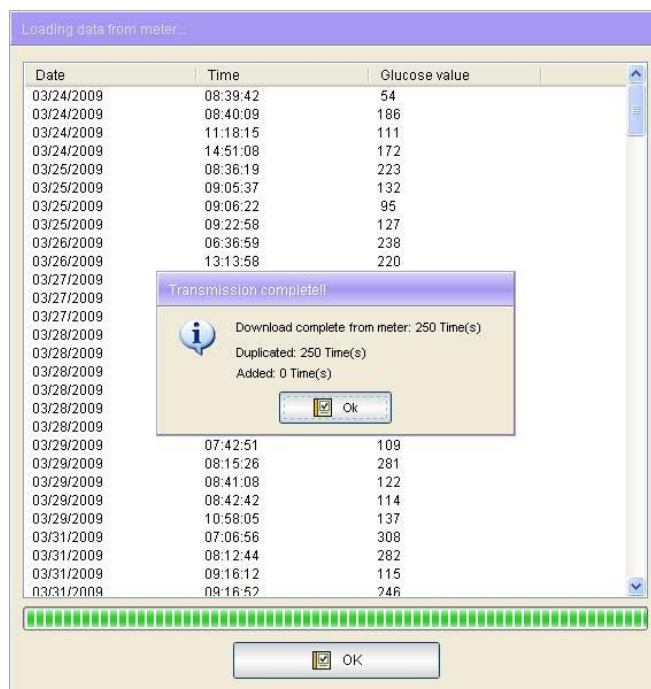 Loading data from meter...
Date Time Glucose value
03/24/2009 08:39:42 54
03/24/2009 08:40:09 186
03/24/2009 11:18:15 111
03/24/2009 14:51:08 172
03/25/2009 08:36:19 223
03/25/2009 09:05:37 132
03/25/2009 09:06:22 95
03/25/2009 09:22:58 127
03/26/2009 06:36:59 238
03/26/2009 13:13:58 220
03/27/2009
03/27/2009
03/27/2009
03/28/2009
03/28/2009
03/28/2009
03/28/2009
03/28/2009
03/28/2009
Transmission complete!!
Download complete from meter: 250 Time(s)
Duplicated: 250 Time(s)
Added: 0 Time(s)
Ok
03/29/2009 07:42:51 109
03/29/2009 08:15:26 281
03/29/2009 08:41:08 122
03/29/2009 08:42:42 114
03/29/2009 10:58:05 137
03/31/2009 07:06:56 308
03/31/2009 08:12:44 282
03/31/2009 09:16:12 115
03/31/2009 09:16:52 246
OK